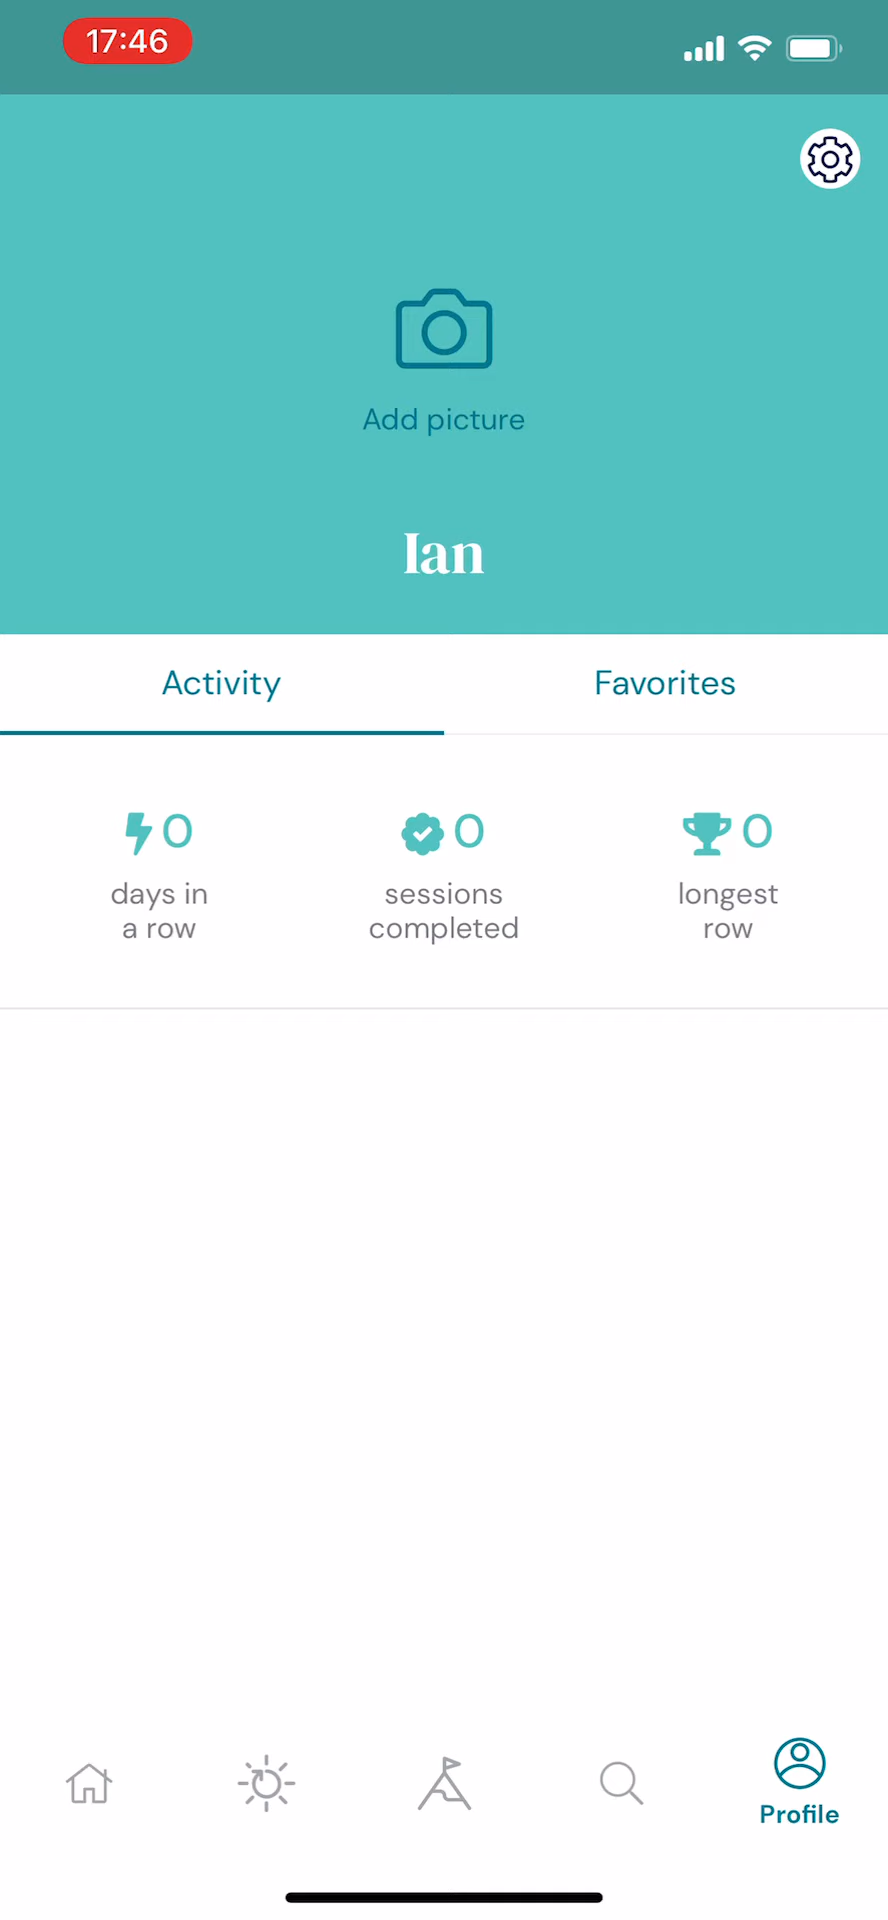 17:46
Add picture
Ian
Activity
Favorites
0
days in
a row
0
sessions
completed
0
longest
row
Profile